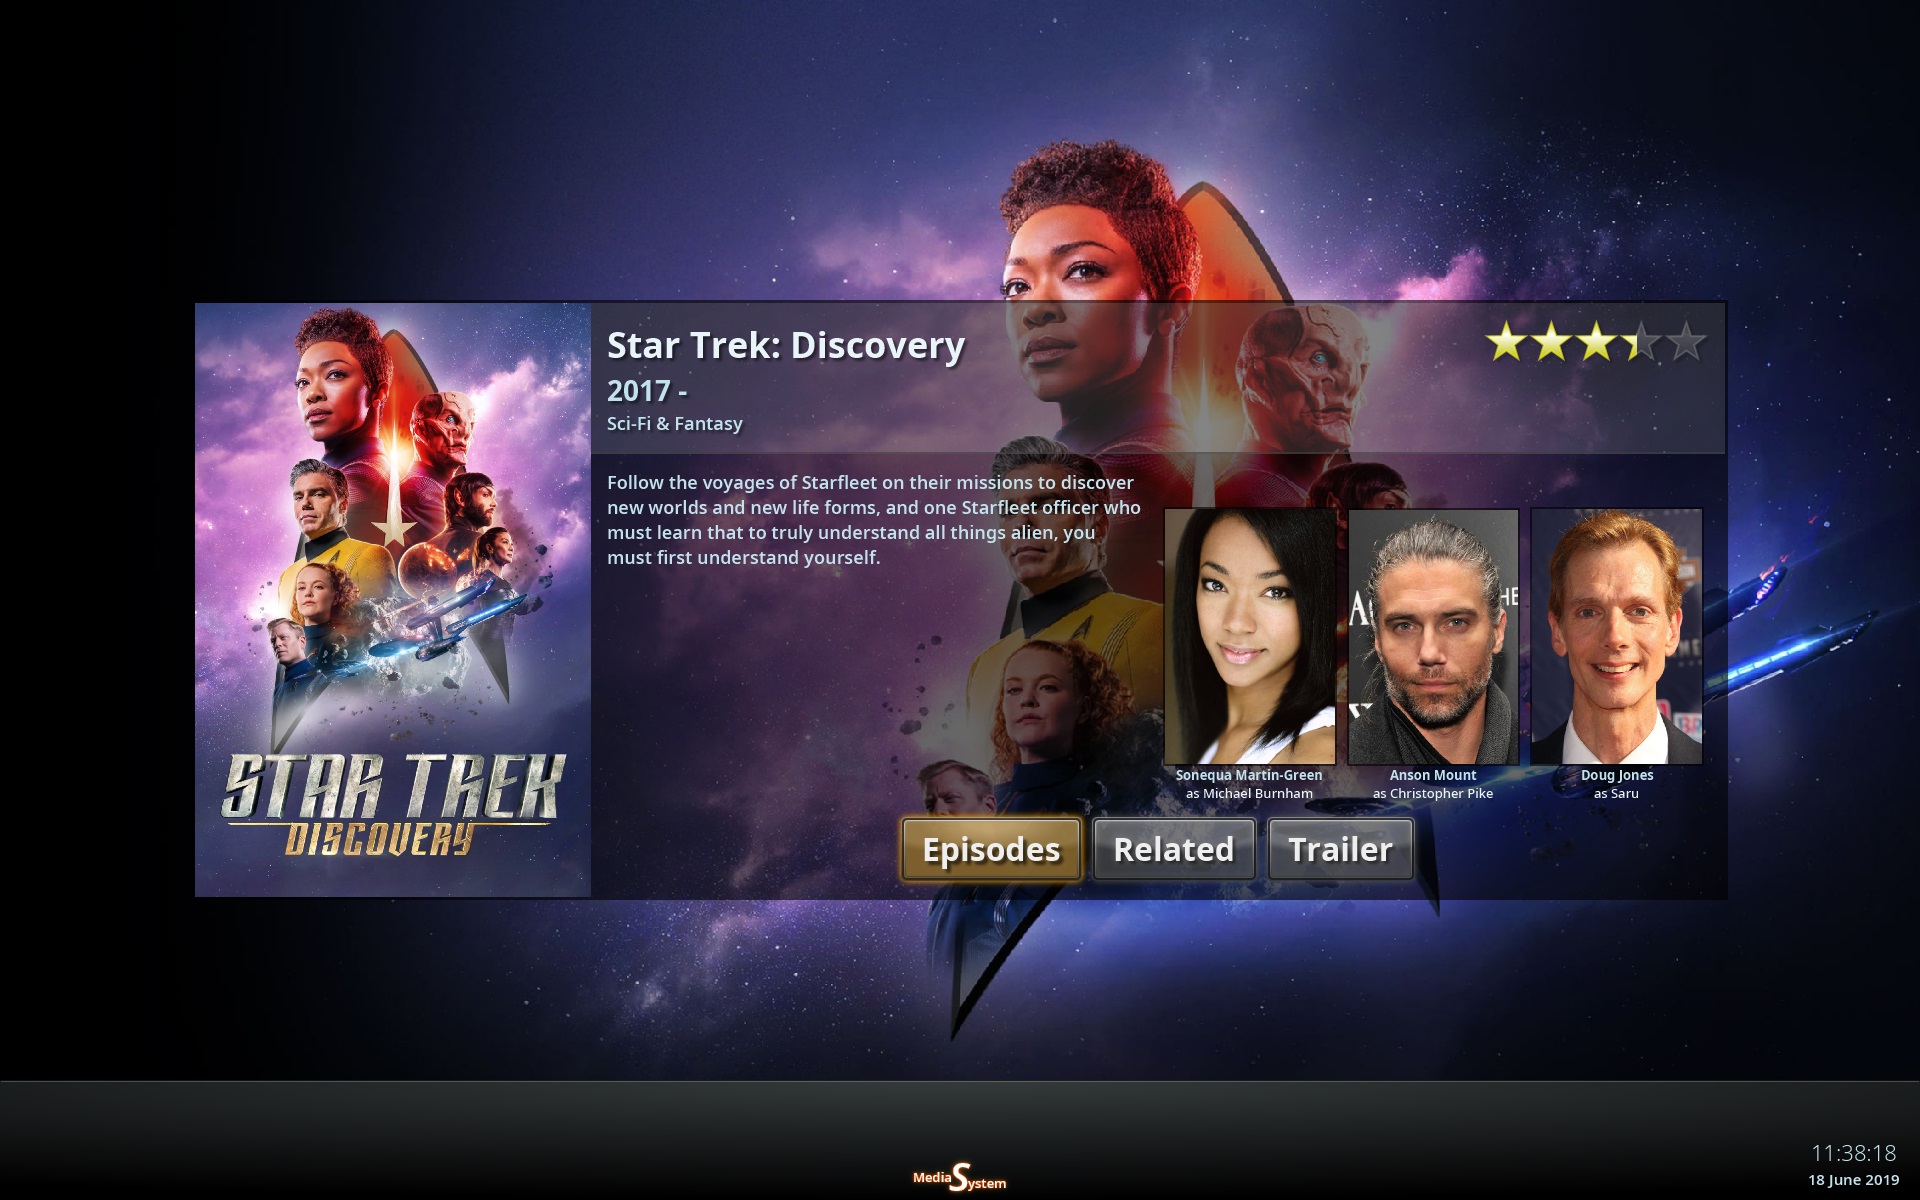 Star Trek: Discovery
2017 -
Sci-Fi & Fantasy
Follow the voyages of Starfleet on their missions to discover
new worlds and new life forms, and one Starfleet officer who
must learn that to truly understand all things alien, you
must first understand yourself.
STAR TREK
DISCOVERY
Sonequa Martin-Green
as Michael Burnham
Anson Mount
as Christopher Pike
Doug Jones
as Saru
Episodes
Related
Trailer
MediaSystem
11:38:18
18 June 2019